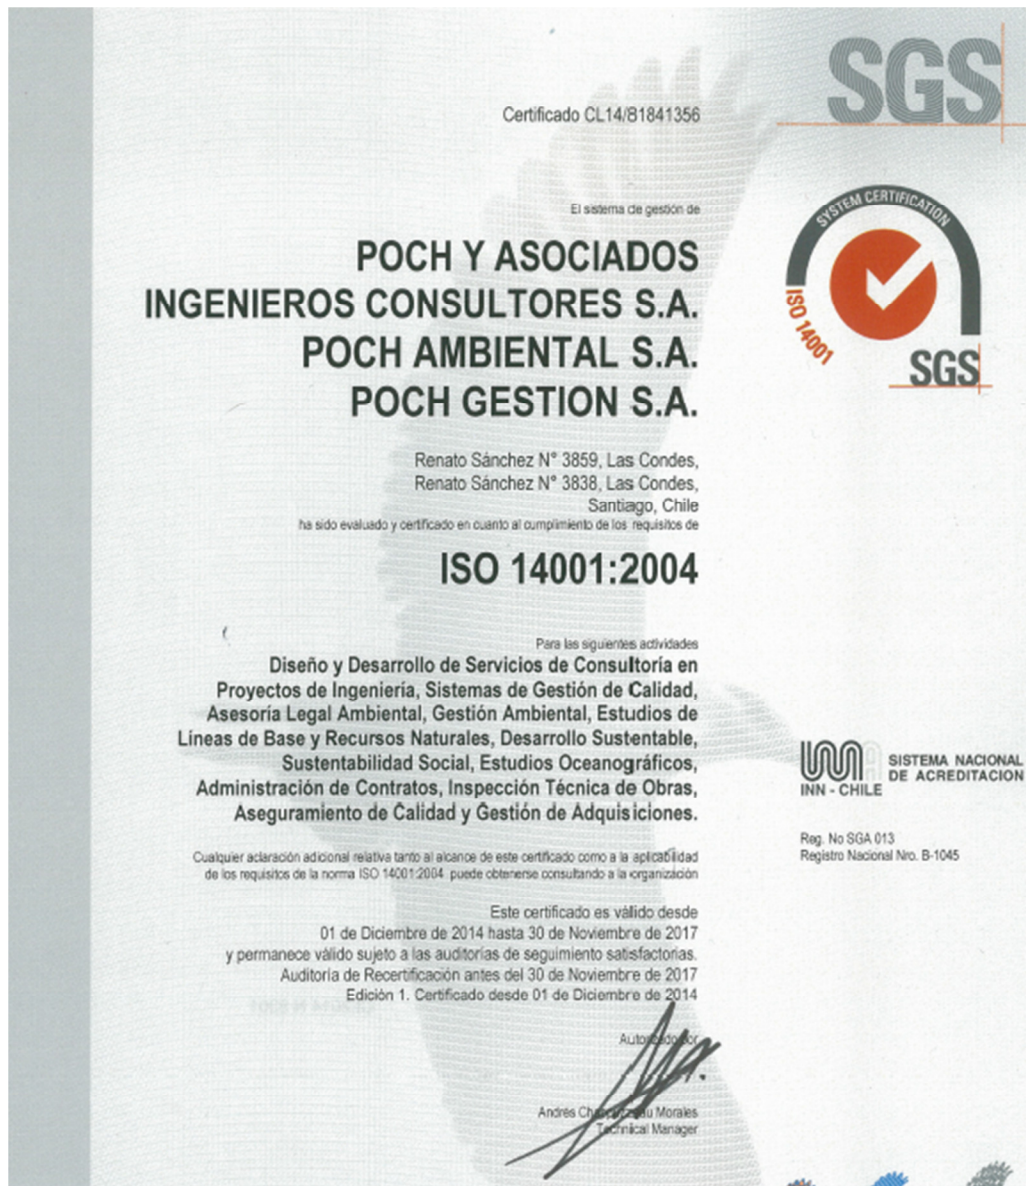 SGS
Certificado CL14/81841356
El sistema de gestión de
POCH Y ASOCIADOS
INGENIEROS CONSULTORES S.A.
POCH AMBIENTAL S.A.
POCH GESTION S.A.
SYSTEM CERTIFICATION
ISO 14001
SGS
Renato Sánchez N° 3859, Las Condes,
Renato Sánchez N° 3838, Las Condes,
Santiago, Chile
ha sido evaluado y certificado en cuanto al cumplimiento de los requisitos de
ISO 14001:2004
Para las siguientes actividades
Diseño y Desarrollo de Servicios de Consultoría en
Proyectos de Ingeniería, Sistemas de Gestión de Calidad,
Asesoría Legal Ambiental, Gestión Ambiental, Estudios de
Líneas de Base y Recursos Naturales, Desarrollo Sustentable,
Sustentabilidad Social, Estudios Oceanográficos,
Administración de Contratos, Inspección Técnica de Obras,
Aseguramiento de Calidad y Gestión de Adquisiciones.
INN - CHILE
SISTEMA NACIONAL
DE ACREDITACION
Reg. No SGA 013
Registro Nacional Nro. B-1045
Cualquier aclaración adicional relativa tanto al alcance de este certificado como a la aplicabilidad
de los requisitos de la norma ISO 14001:2004 puede obtenerse consultando a la organización
Este certificado es válido desde
01 de Diciembre de 2014 hasta 30 de Noviembre de 2017
y permanece válido sujeto a las auditorías de seguimiento satisfactorias.
Auditoria de Recertificación antes del 30 de Noviembre de 2017
Edición 1. Certificado desde 01 de Diciembre de 2014
Autorizado por
Andrés Morales
Technical Manager